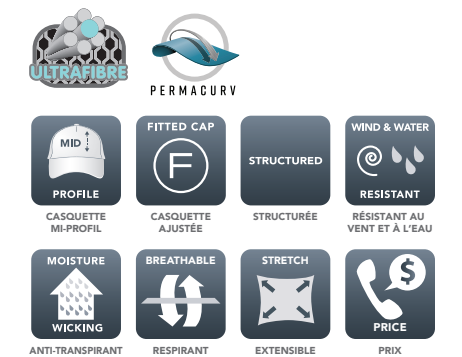 ULTRAFIBRE
PERMACURV
MID
PROFILE
CASQUETTE
MI-PROFIL
FITTED CAP
F
CASQUETTE
AJUSTÉE
STRUCTURED
STRUCTURÉE
WIND & WATER
RESISTANT
RÉSISTANT AU
VENT ET À L'EAU
MOISTURE
WICKING
ANTI-TRANSPIRANT
BREATHABLE
RESPIRANT
STRETCH
EXTENSIBLE
$
PRICE
PRIX